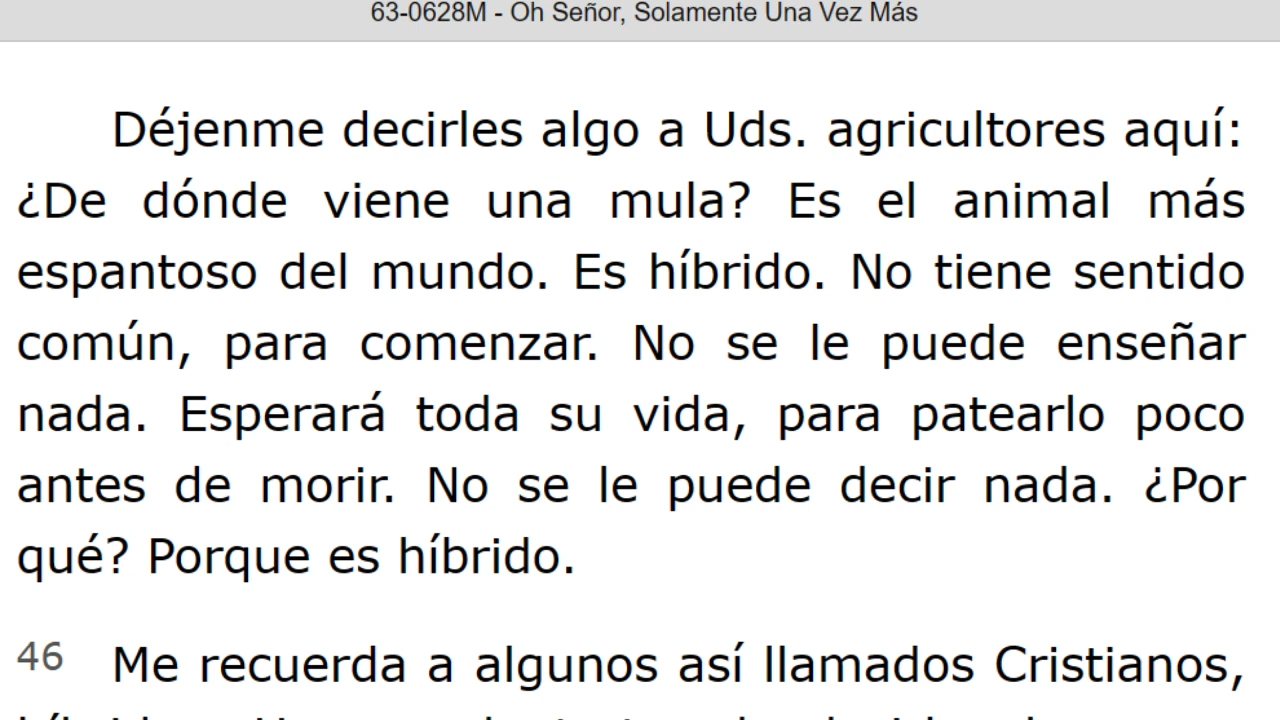 63-0628M - Oh Señor, Solamente Una Vez Más
Déjenme decirles algo a Uds. agricultores aquí:
¿De dónde viene una mula? Es el animal más
espantoso del mundo. Es híbrido. No tiene sentido
común, para comenzar. No se le puede enseñar
nada. Esperará toda su vida, para patearlo poco
antes de morir. No se le puede decir nada. ¿Por
qué? Porque es híbrido.
46 Me recuerda a algunos así llamados Cristianos,